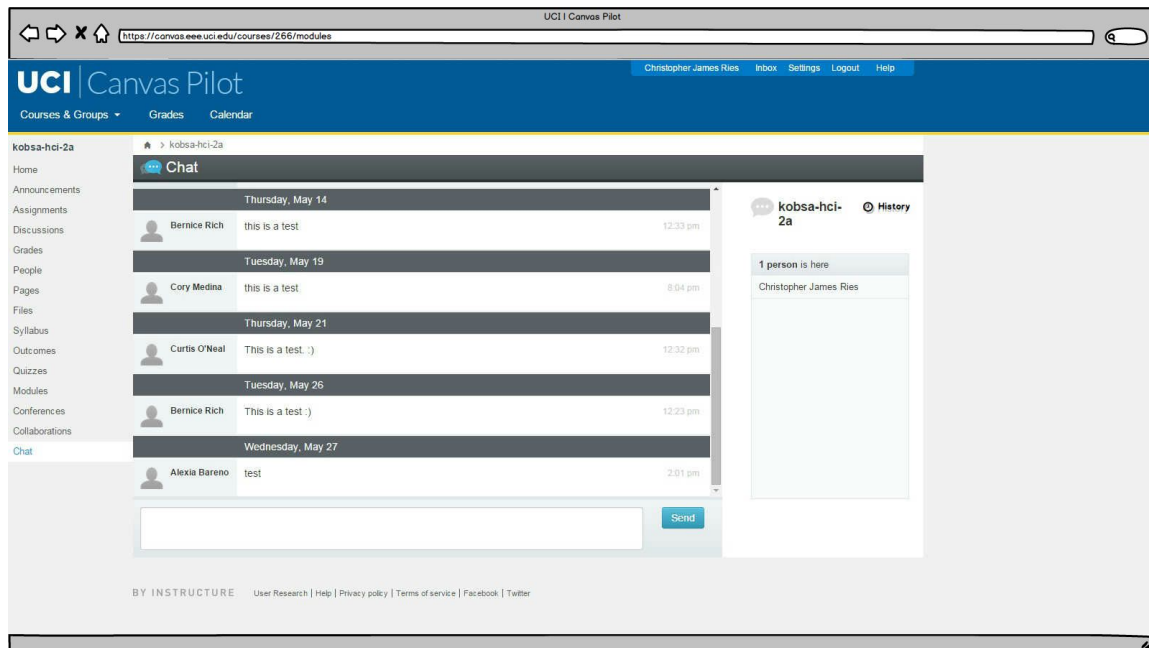 UCI | Canvas Pilot
https://canvas.eee.uci.edu/courses/266/modules
UCI | Canvas Pilot
Christopher James Ries Inbox Settings Logout Help
Courses & Groups Grades Calendar
kobsa-hci-2a
Home
Announcements
Assignments
Discussions
Grades
People
Pages
Files
Syllabus
Outcomes
Quizzes
Modules
Conferences
Collaborations
Chat
> kobsa-hci-2a
Chat
Thursday, May 14
Bernice Rich this is a test 12:33 pm
Tuesday, May 19
Cory Medina this is a test 8:04 pm
Thursday, May 21
Curtis O'Neal This is a test. :) 12:32 pm
Tuesday, May 26
Bernice Rich This is a test :) 12:23 pm
Wednesday, May 27
Alexia Bareno test 2:01 pm
Send
kobsa-hci-
2a
History
1 person is here
Christopher James Ries
BY INSTRUCTURE User Research | Help | Privacy policy | Terms of service | Facebook | Twitter